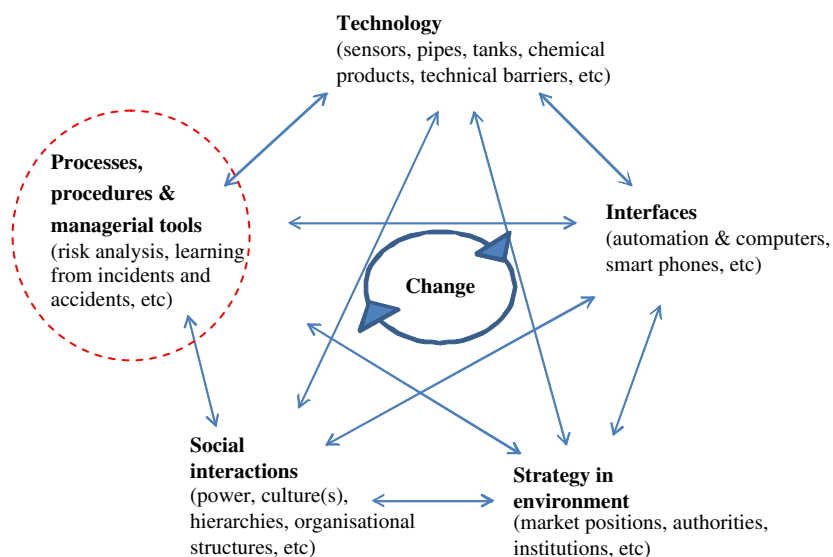 Technology
(sensors, pipes, tanks, chemical
products, technical barriers, etc)
Processes,
procedures &
managerial tools
(risk analysis, learning
from incidents and
accidents, etc)
Interfaces
(automation & computers,
smart phones, etc)
Change
Social
interactions
(power, culture(s),
hierarchies, organisational
structures, etc)
Strategy in
environment
(market positions, authorities,
institutions, etc)